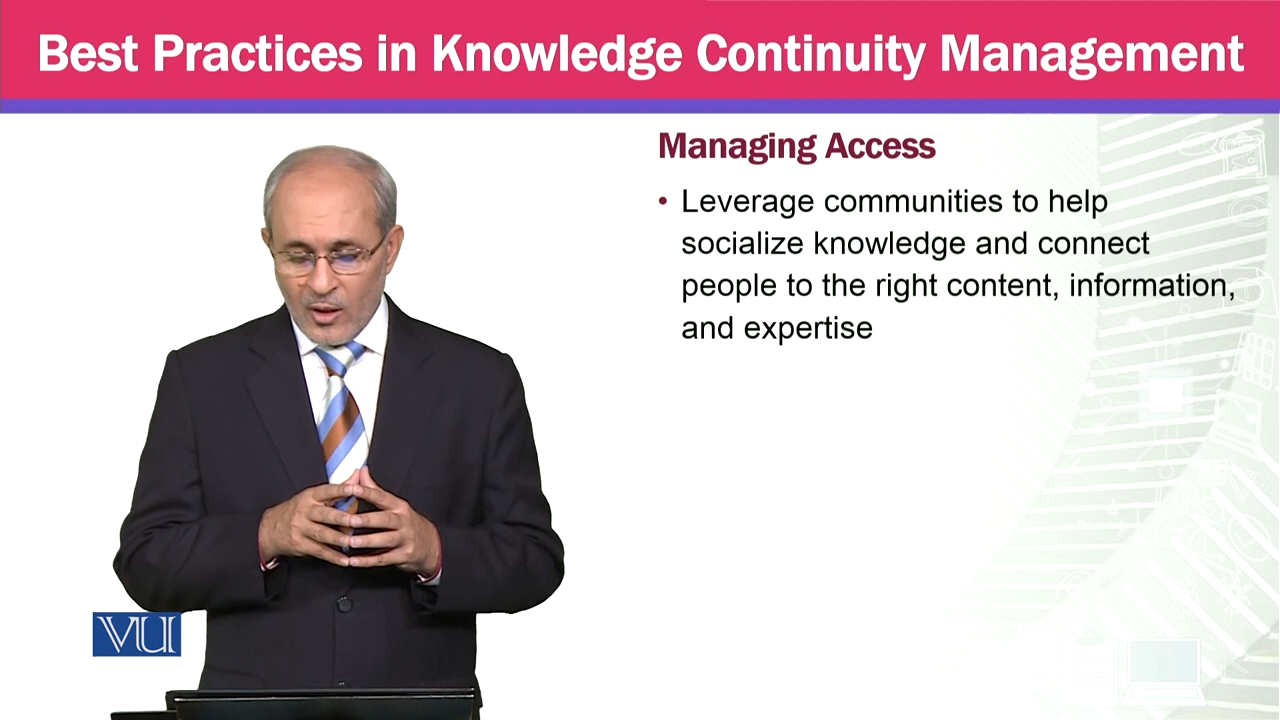 Best Practices in Knowledge Continuity Management
Managing Access
• Leverage communities to help
socialize knowledge and connect
people to the right content, information,
and expertise
VU